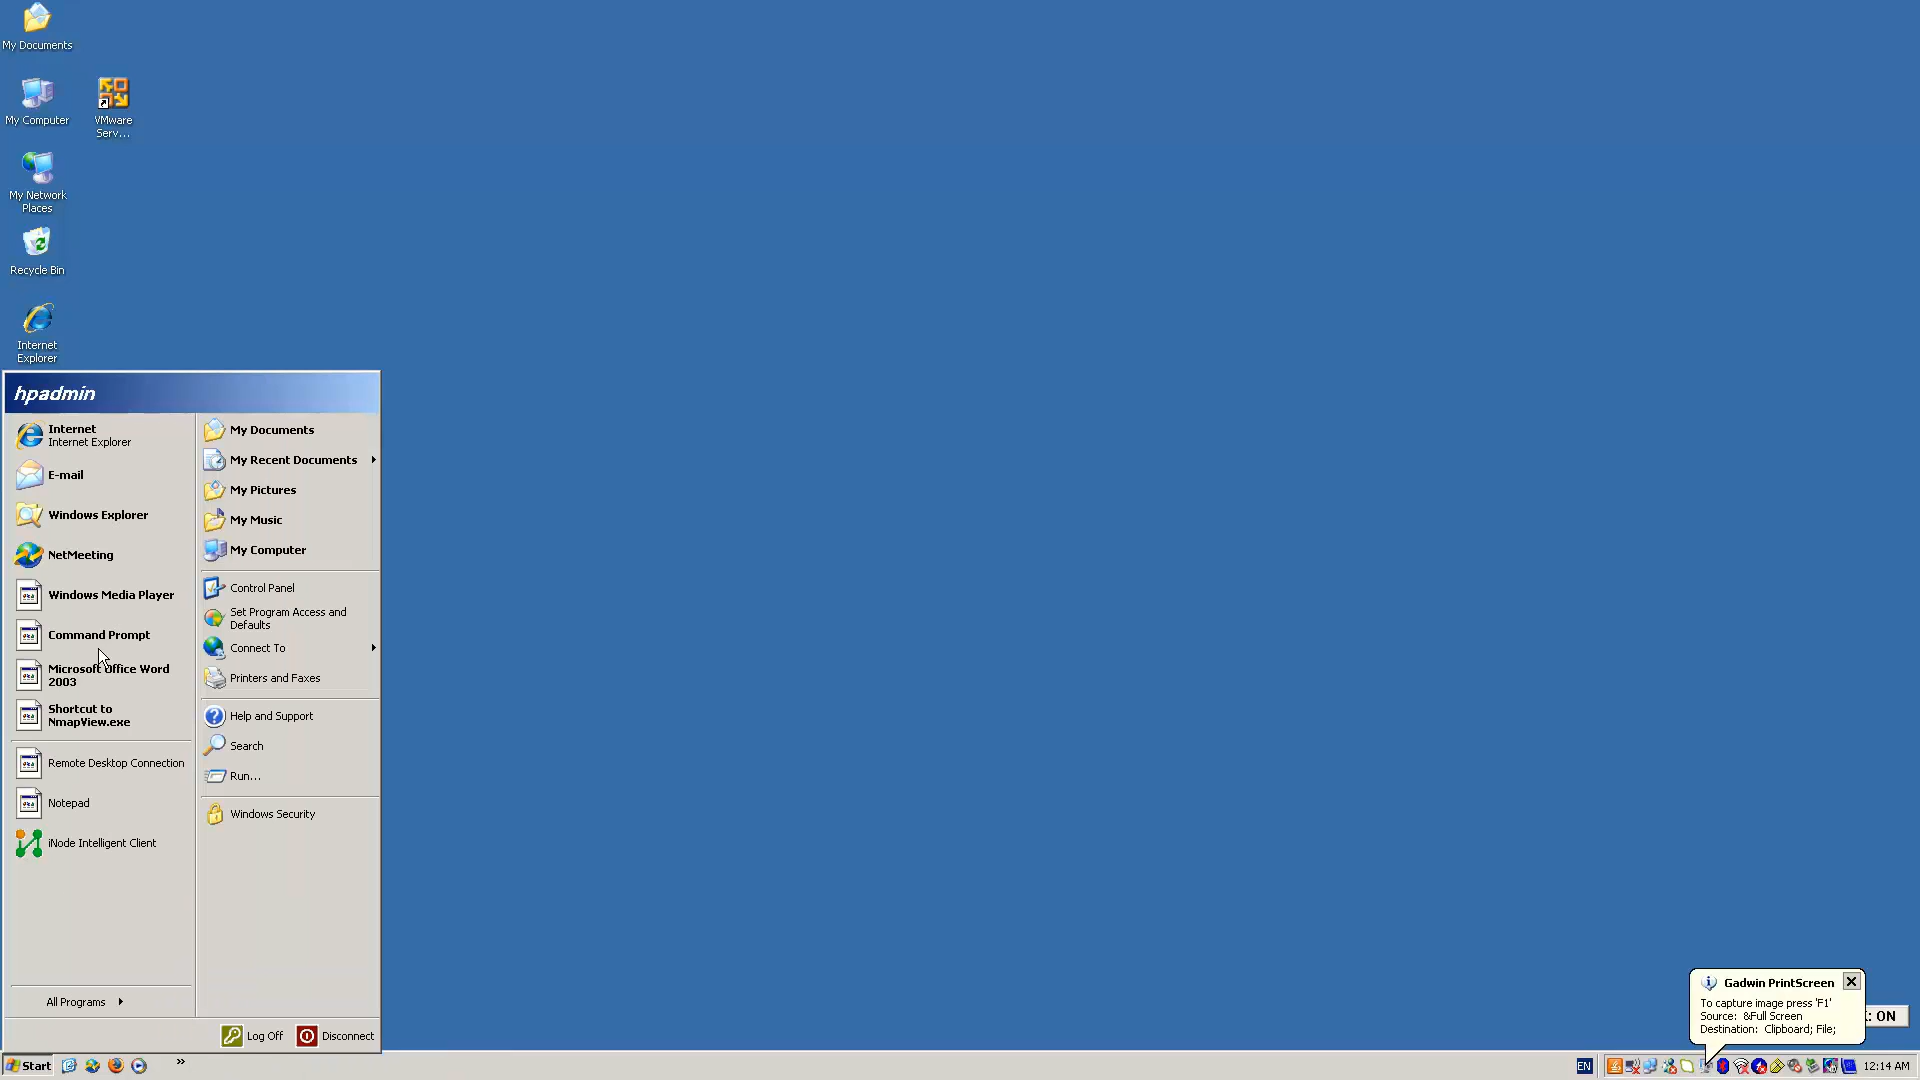 My Documents
My Computer
VMware
Serv...
My Network
Places
Recycle Bin
Internet
Explorer
hpadmin
Internet
Internet Explorer
E-mail
Windows Explorer
NetMeeting
Windows Media Player
Command Prompt
Microsoft Office Word
2003
Shortcut to
NmapView.exe
Remote Desktop Connection
Notepad
iNode Intelligent Client
All Programs
My Documents
My Recent Documents
My Pictures
My Music
My Computer
Control Panel
Set Program Access and
Defaults
Connect To
Printers and Faxes
Help and Support
Search
Run...
Windows Security
Log Off
Disconnect
Gadwin PrintScreen
To capture image press 'F1'
Source: &Full Screen
Destination: Clipboard; File;
: ON
Start
»
EN
12:14 AM